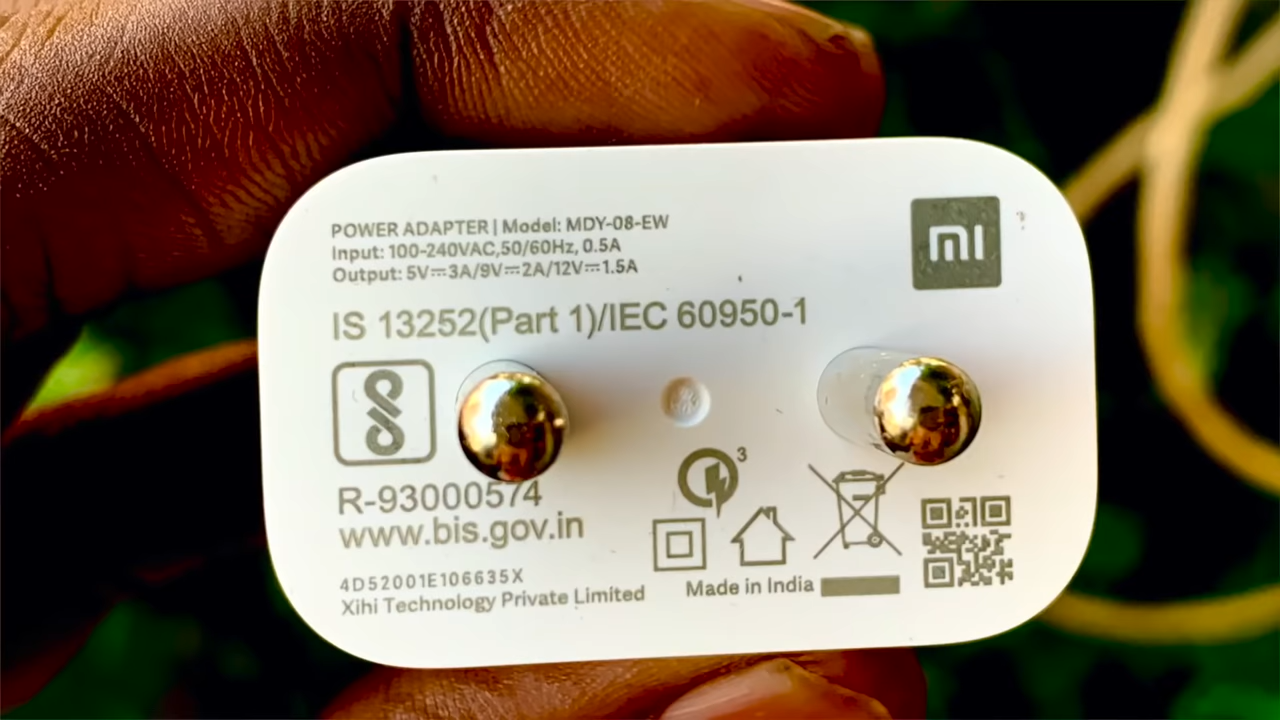 POWER ADAPTER | Model: MDY-08-EW
Input: 100-240VAC,50/60Hz, 0.5A
Output: 5V⎓3A/9V⎓2A/12V⎓1.5A
mi
IS 13252(Part 1)/IEC 60950-1
3
R-93000574
www.bis.gov.in
4D52001E106635X
Xihi Technology Private Limited
Made in India